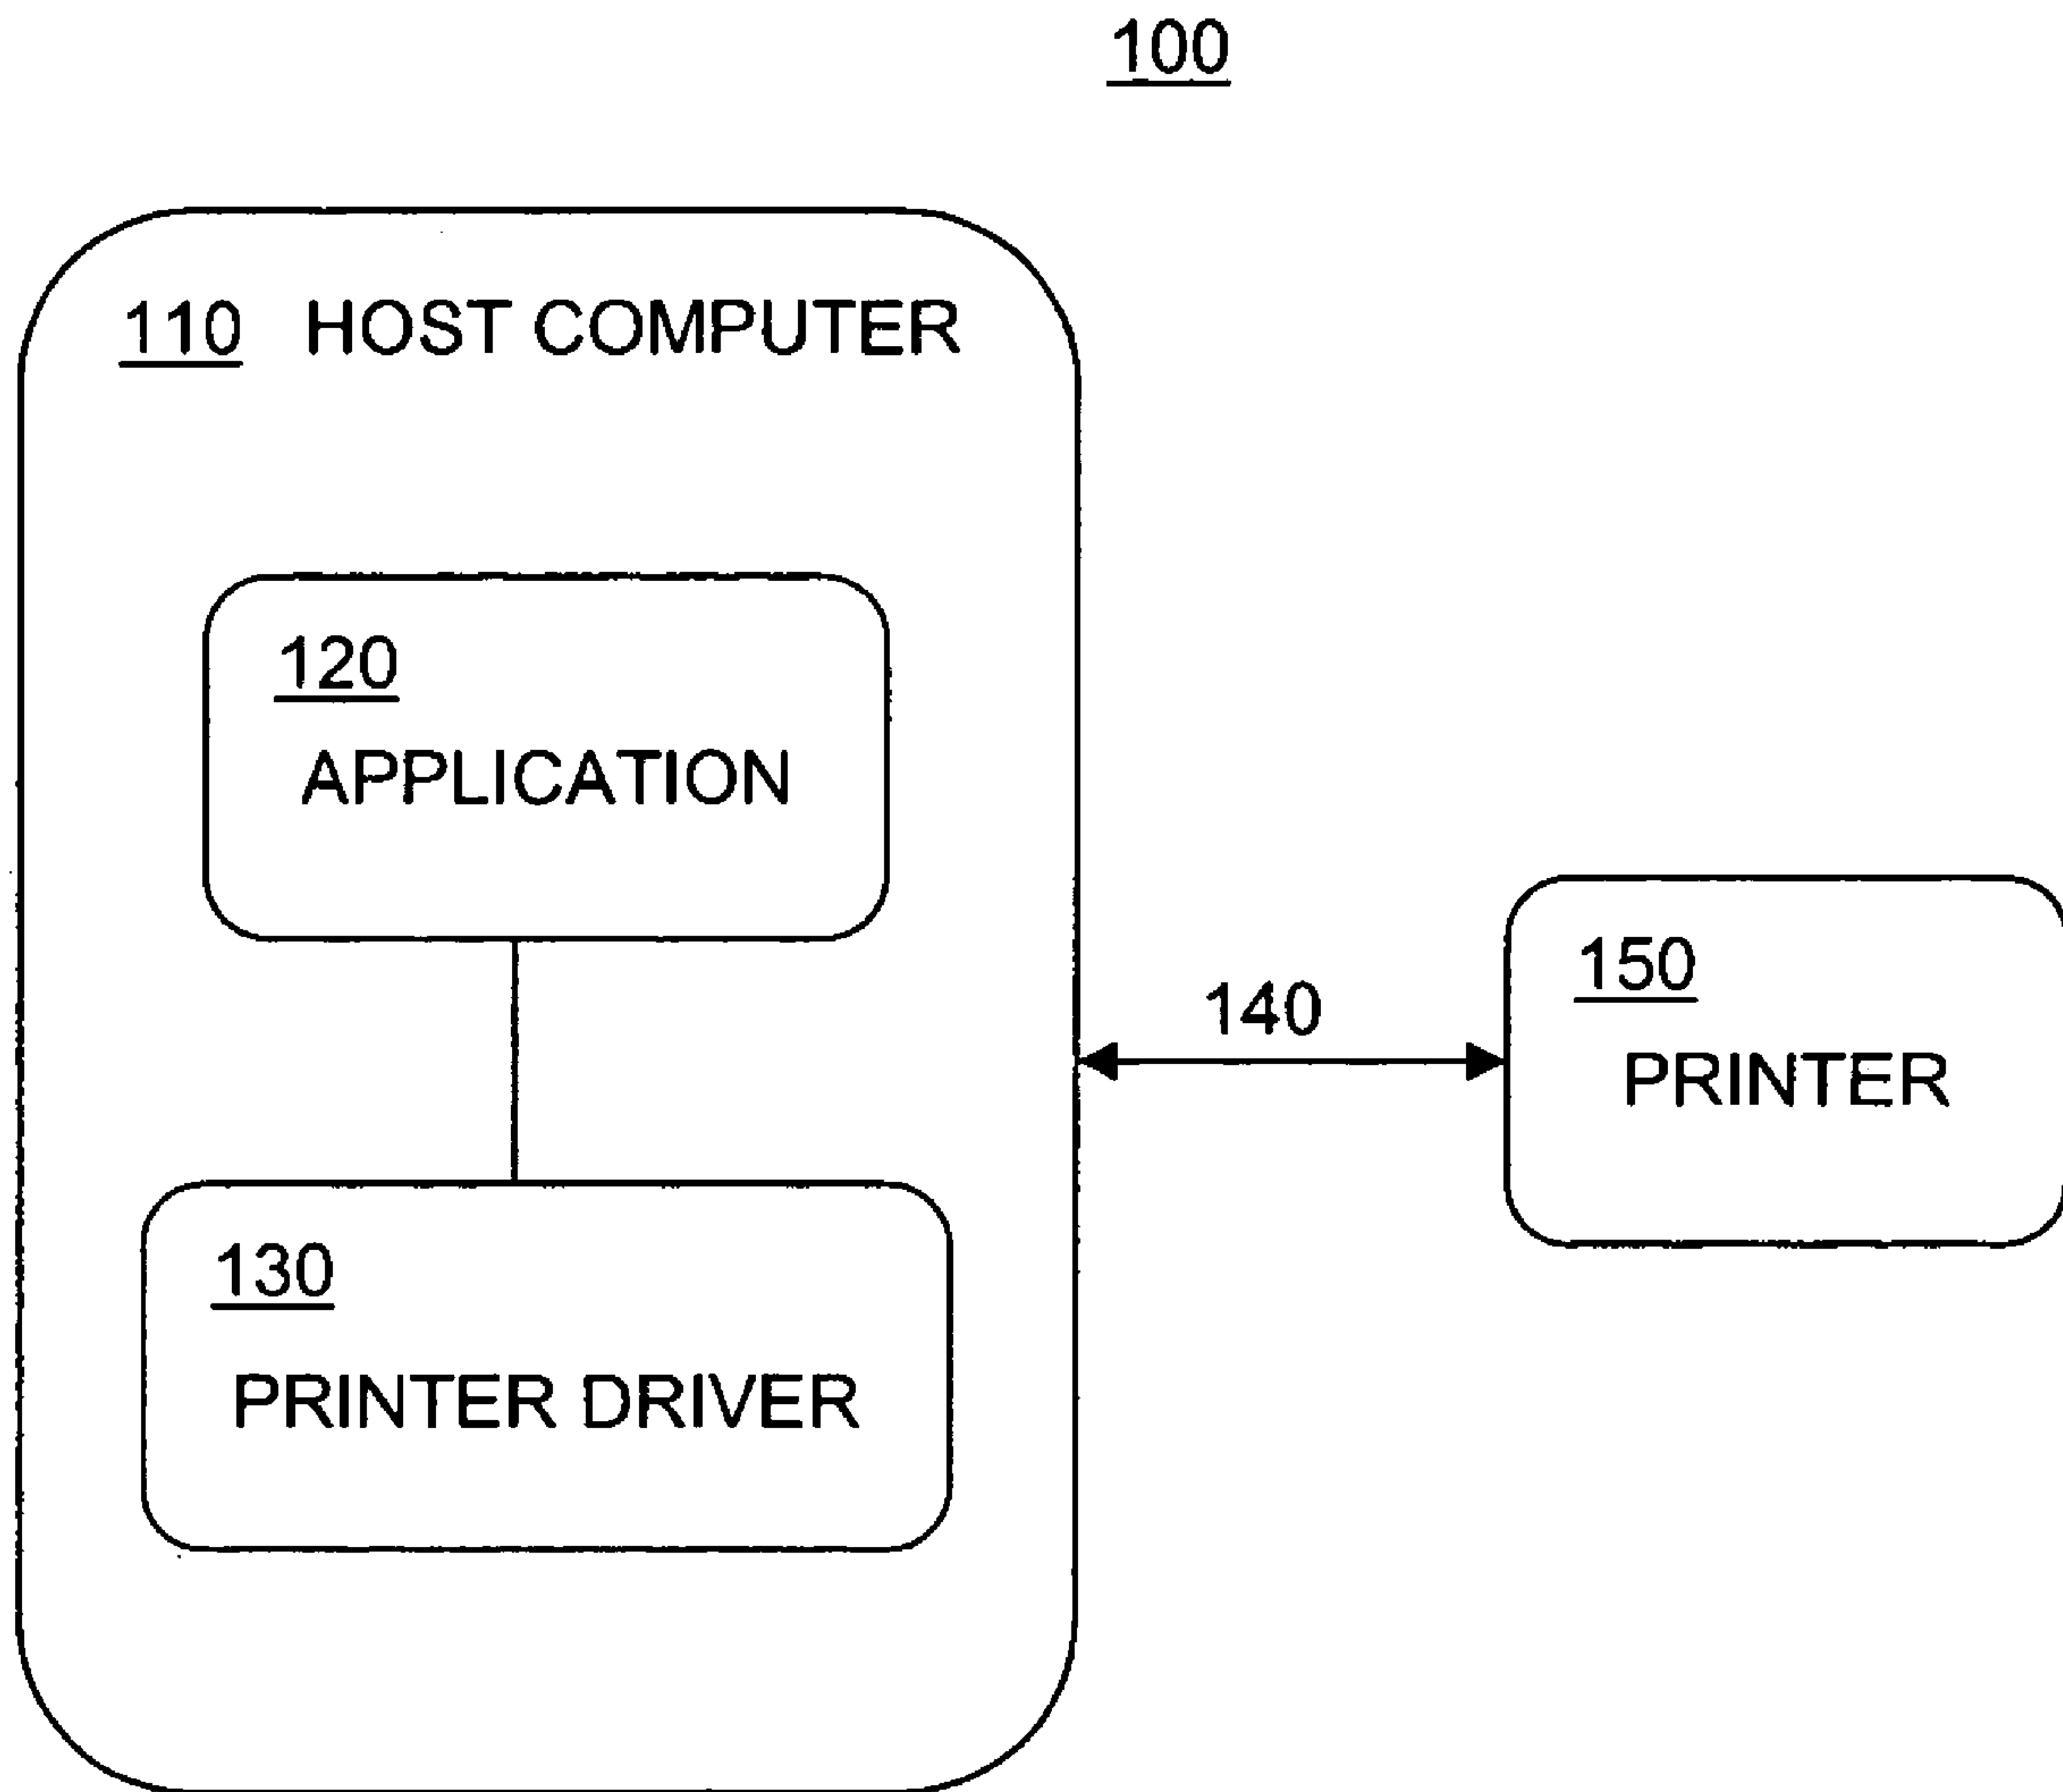 100
110 HOST COMPUTER
120
APPLICATION
140
150
PRINTER
130
PRINTER DRIVER